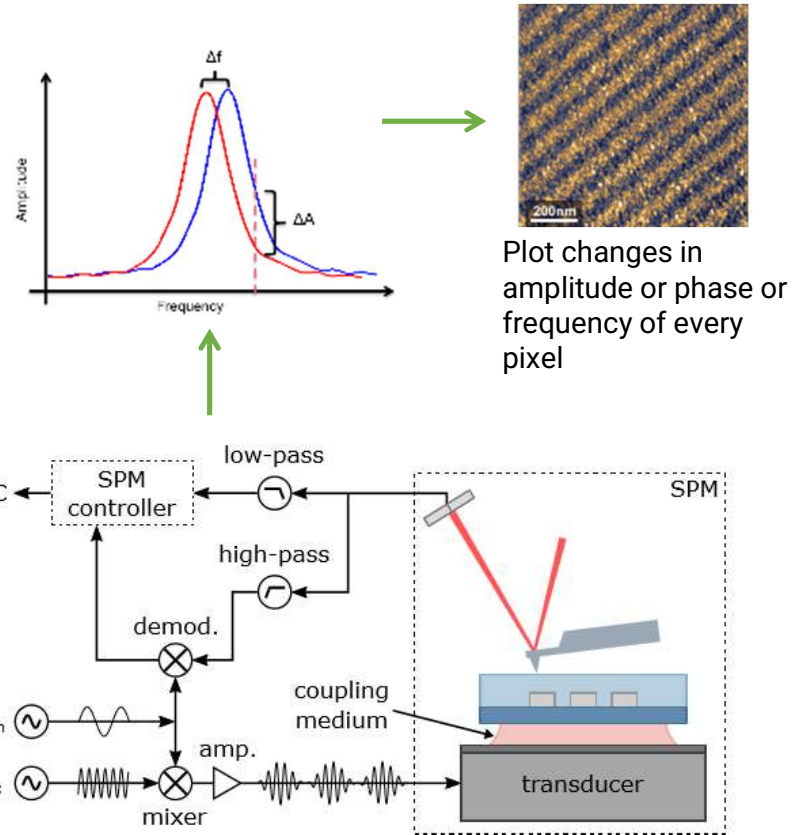 Δf
Amplitude
ΔA
Frequency
200nm
Plot changes in
amplitude or phase or
frequency of every
pixel
low-pass
SPM
controller
C
SPM
high-pass
demod.
coupling
medium
amp.
mixer
transducer